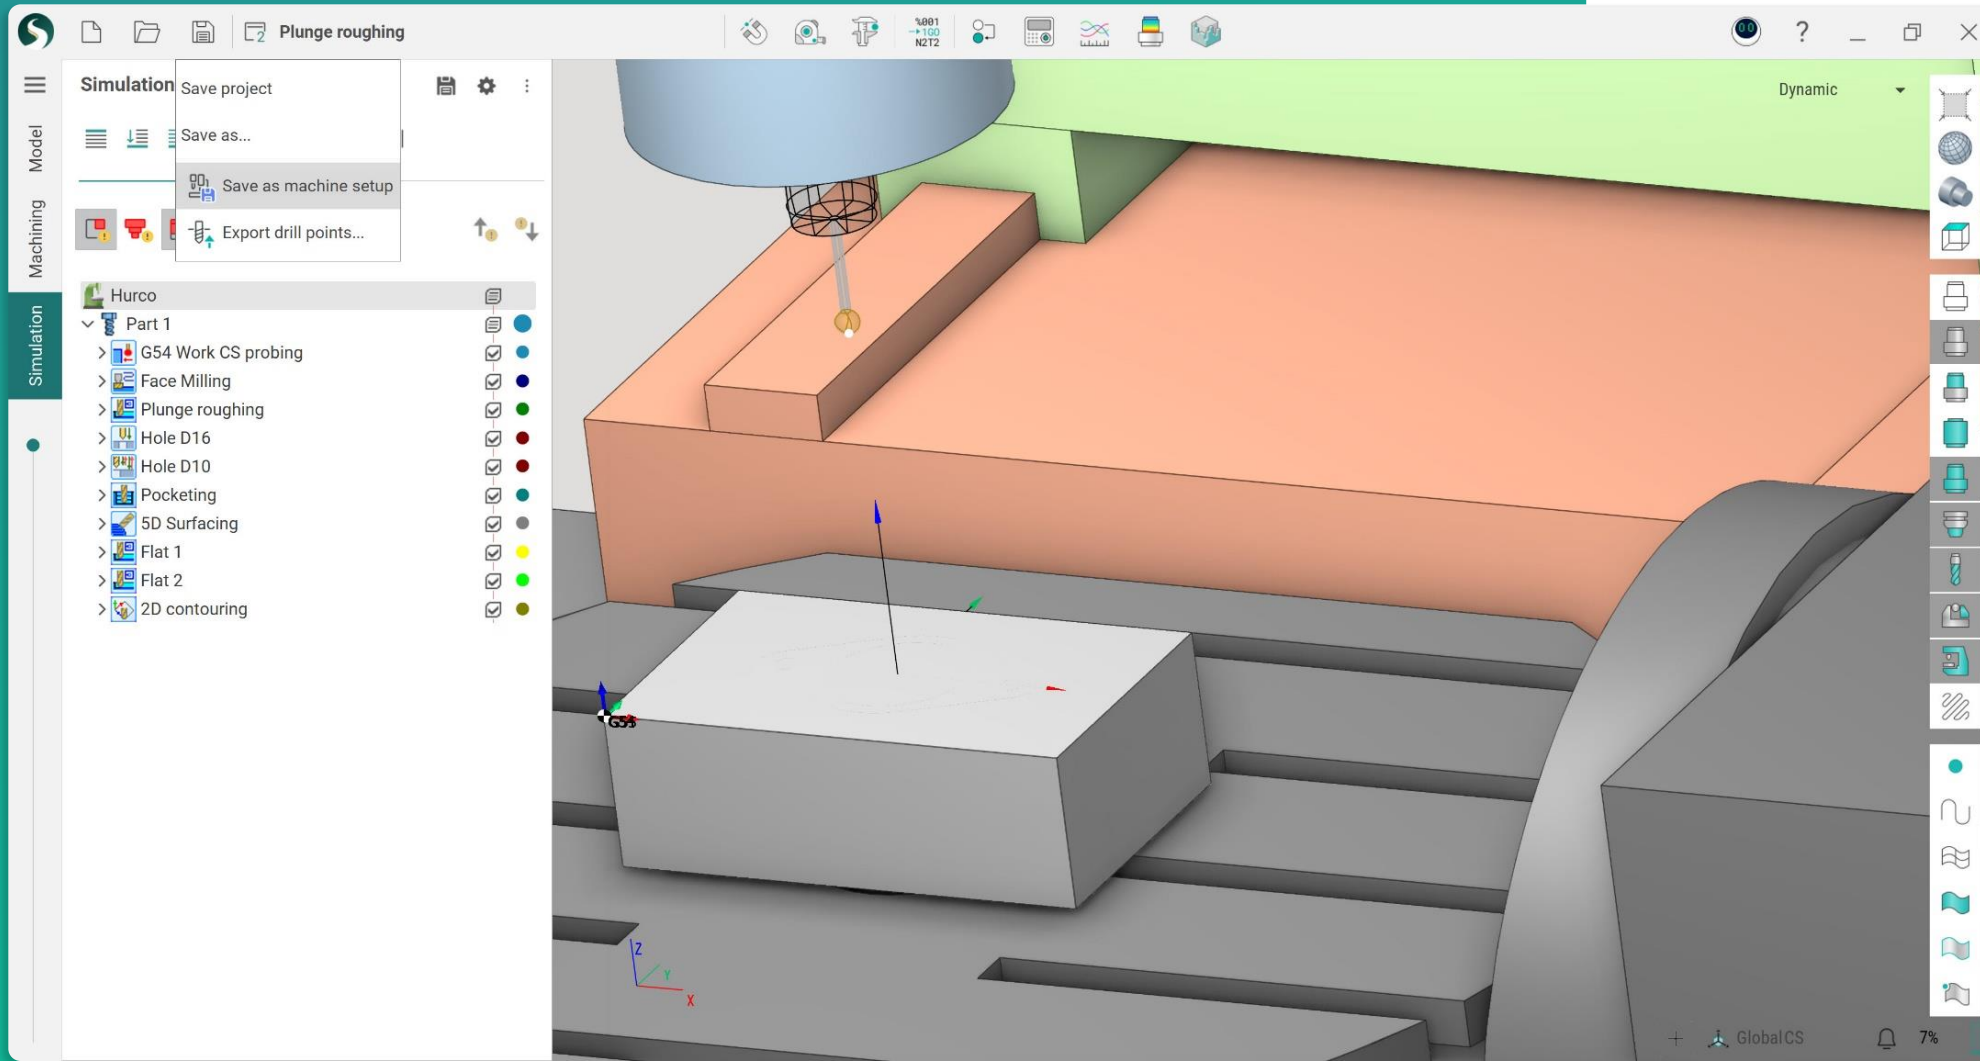 Plunge roughing
%001
1G0
N2T2
?
Simulation
Save project
Save as...
Save as machine setup
Export drill points...
Model
Machining
Simulation
Hurco
Part 1
G54 Work CS probing
Face Milling
Plunge roughing
Hole D16
Hole D10
Pocketing
5D Surfacing
Flat 1
Flat 2
2D contouring
Dynamic
G54
Z
Y
X
GlobalCS
7%